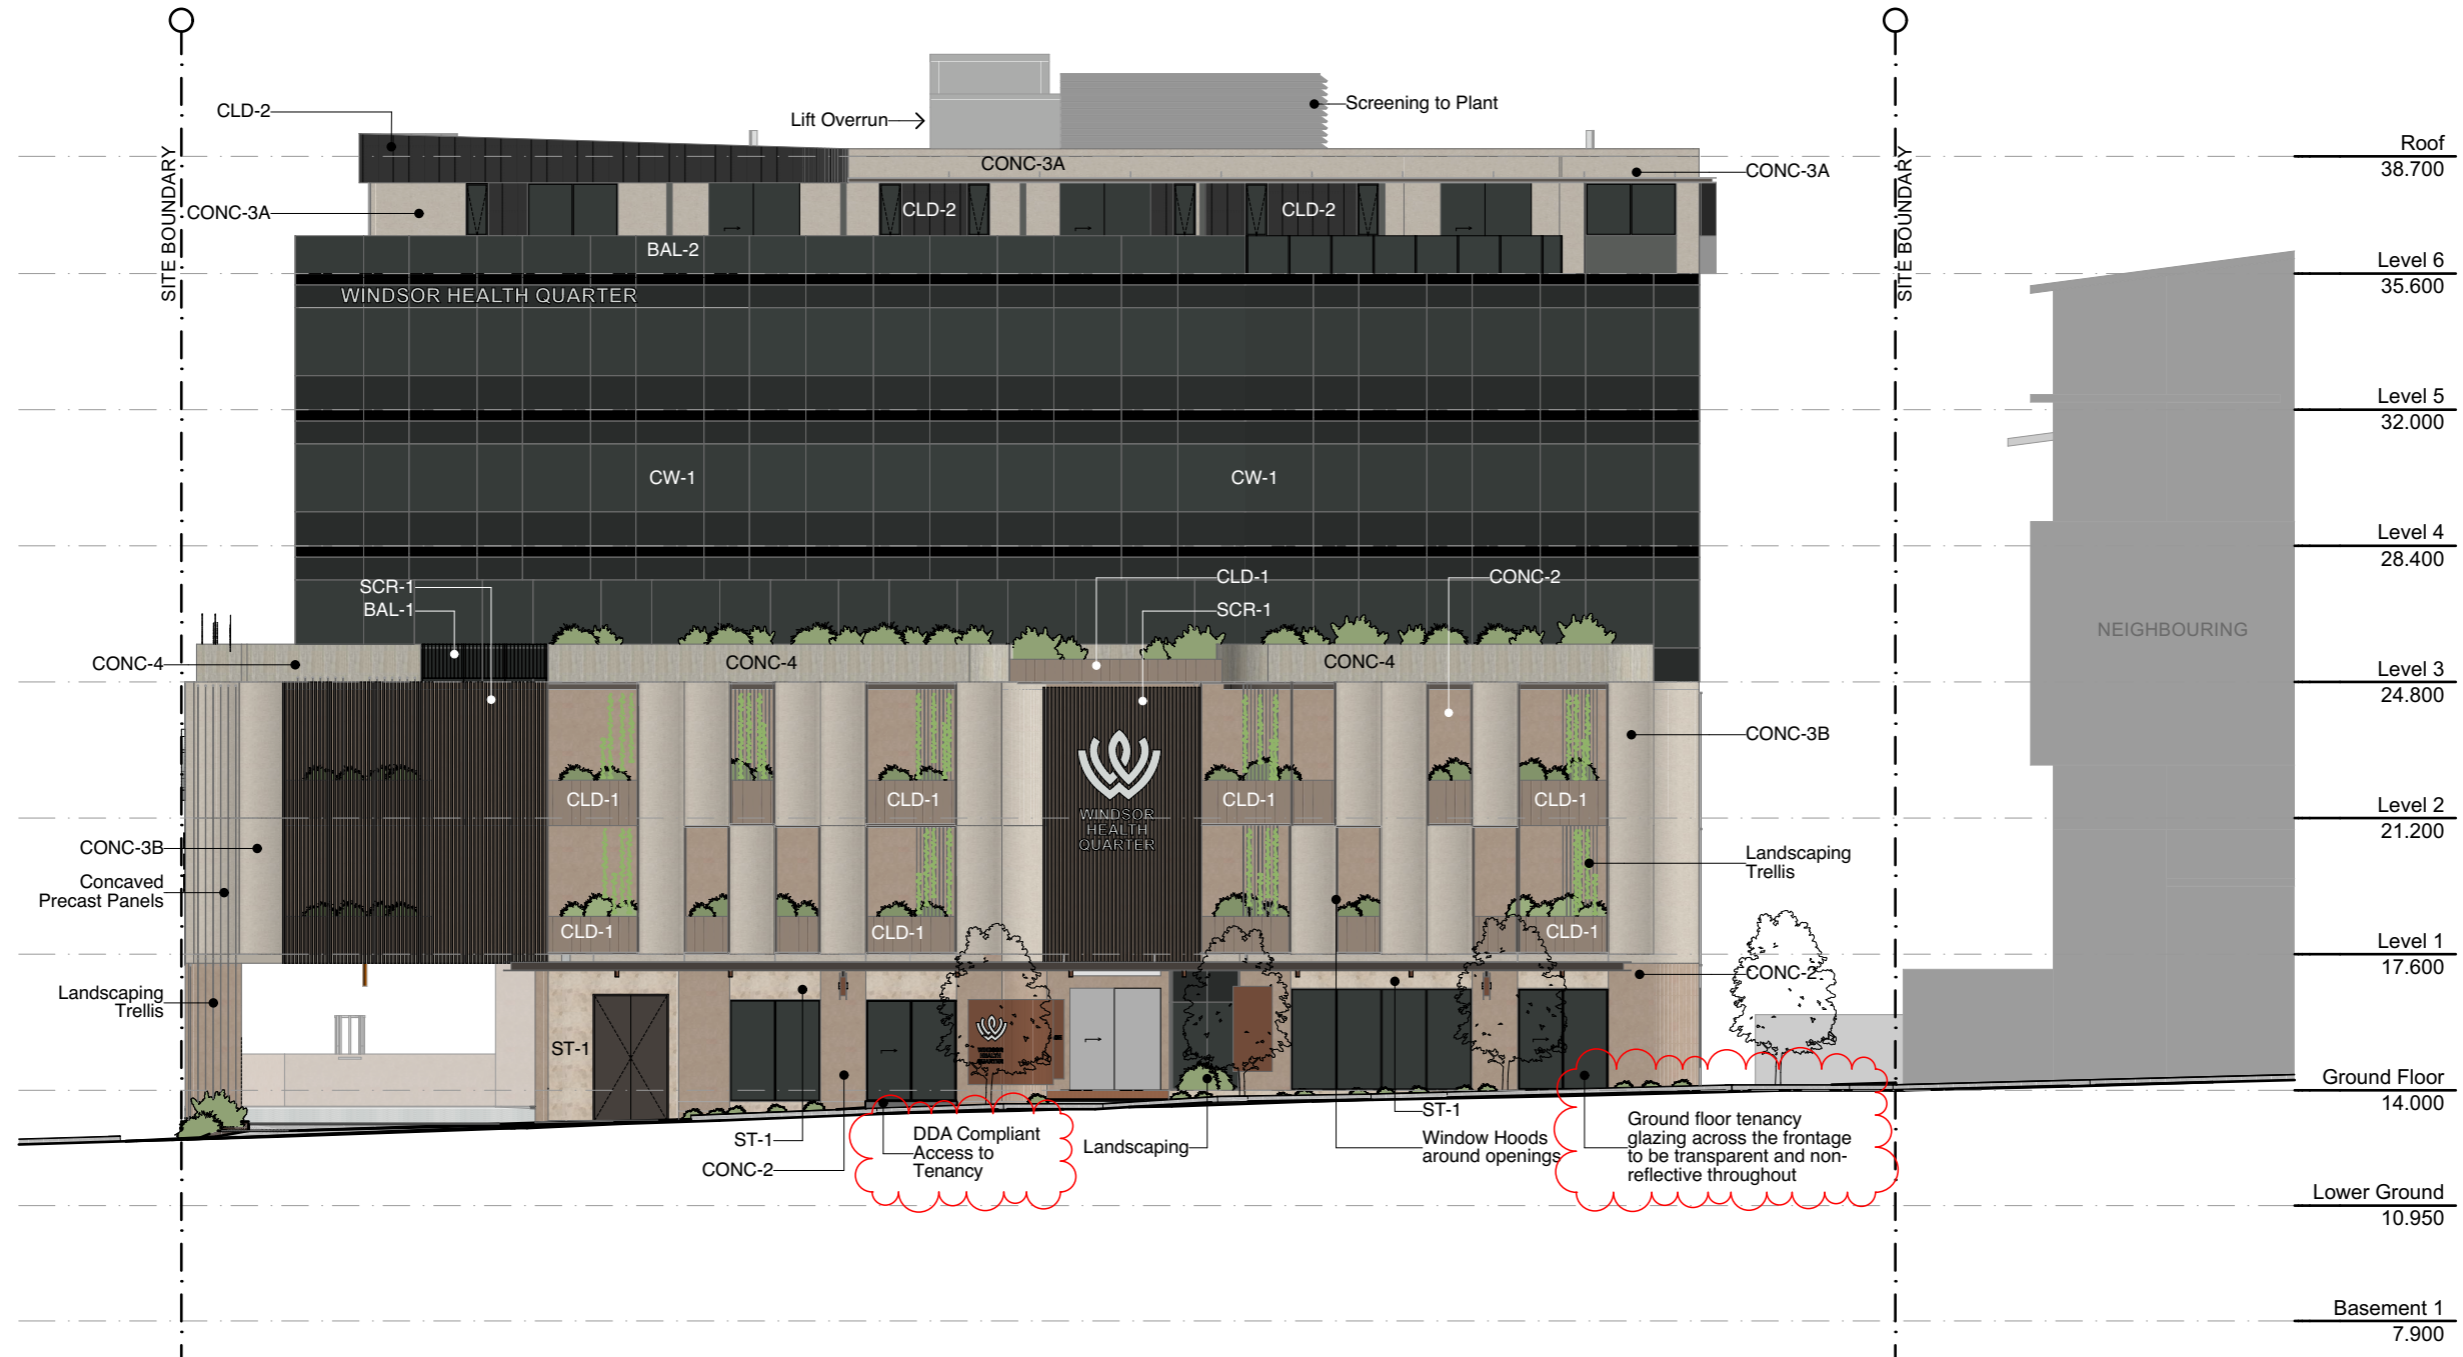 CLD-2
Lift Overrun
Screening to Plant
SITE BOUNDARY
SITE BOUNDARY
Roof
38.700
CONC-3A
CONC-3A
CONC-3A
CLD-2
CLD-2
BAL-2
Level 6
35.600
WINDSOR HEALTH QUARTER
Level 5
32.000
CW-1
CW-1
Level 4
28.400
SCR-1
BAL-1
CLD-1
SCR-1
CONC-2
NEIGHBOURING
CONC-4
CONC-4
CONC-4
Level 3
24.800
CONC-3B
CLD-1
CLD-1
CLD-1
CLD-1
WINDSOR
HEALTH
QUARTER
Level 2
21.200
CONC-3B
Concaved
Precast Panels
Landscaping
Trellis
CLD-1
CLD-1
CLD-1
Level 1
17.600
CONC-2
Landscaping
Trellis
ST-1
WINDSOR
HEALTH
QUARTER
Ground Floor
14.000
ST-1
CONC-2
DDA Compliant
Access to
Tenancy
Landscaping
ST-1
Window Hoods
around openings
Ground floor tenancy
glazing across the frontage
to be transparent and non-
reflective throughout
Lower Ground
10.950
Basement 1
7.900